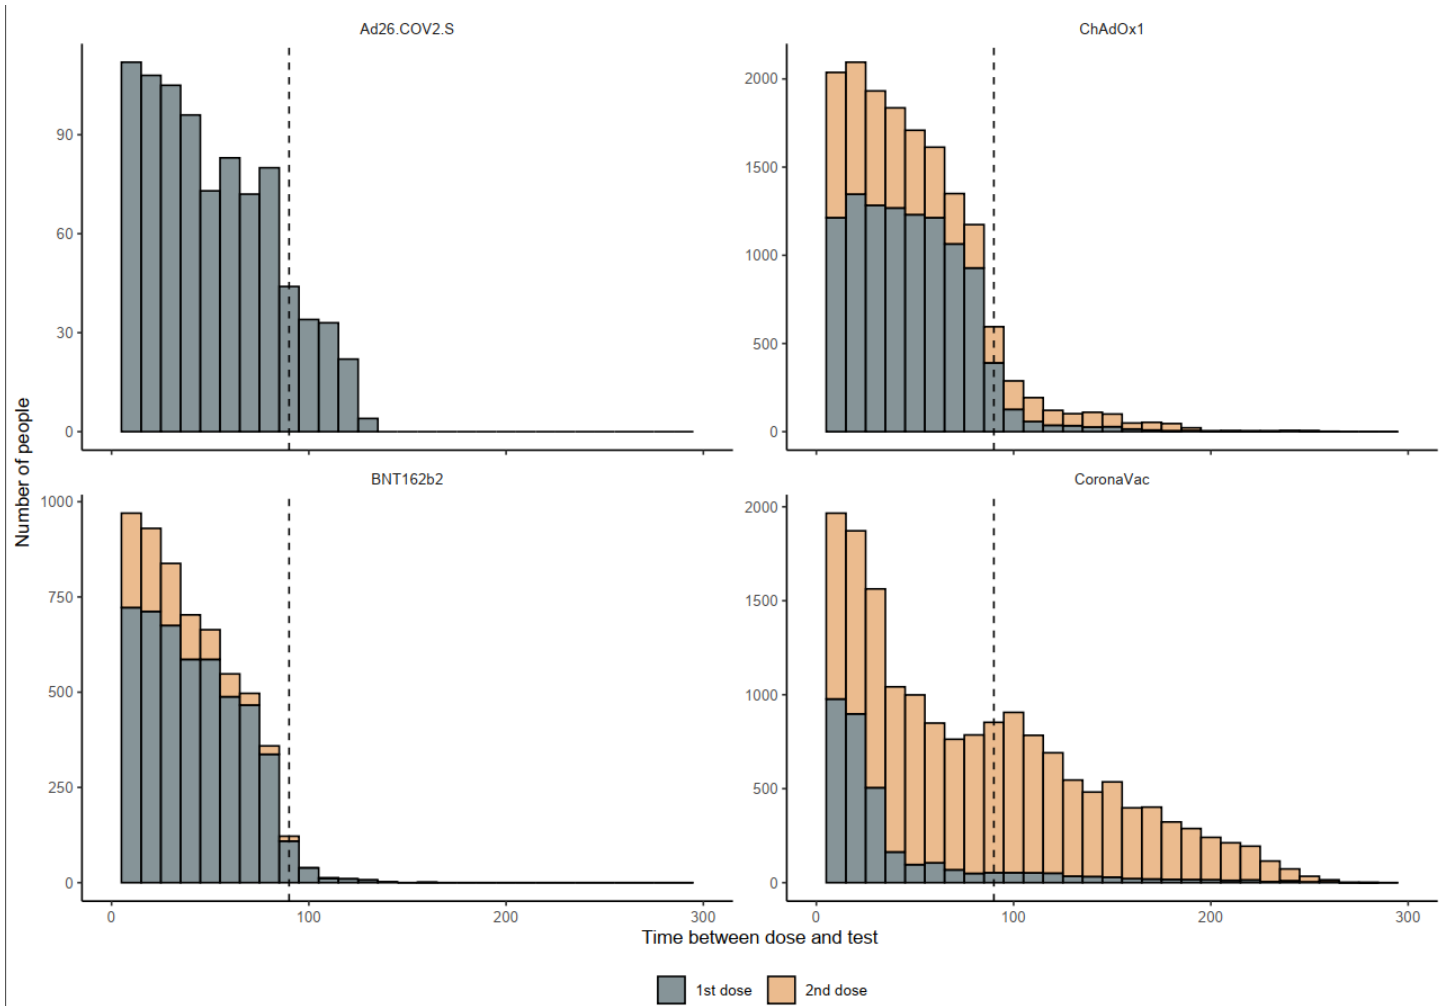 Ad26.COV2.S
ChAdOx1
90
60
30
0
2000
1500
1000
500
0
Number of people
BNT162b2
CoronaVac
1000
750
500
250
0
2000
1500
1000
500
0
0 100 200 300
0 100 200 300
Time between dose and test
1st dose 2nd dose